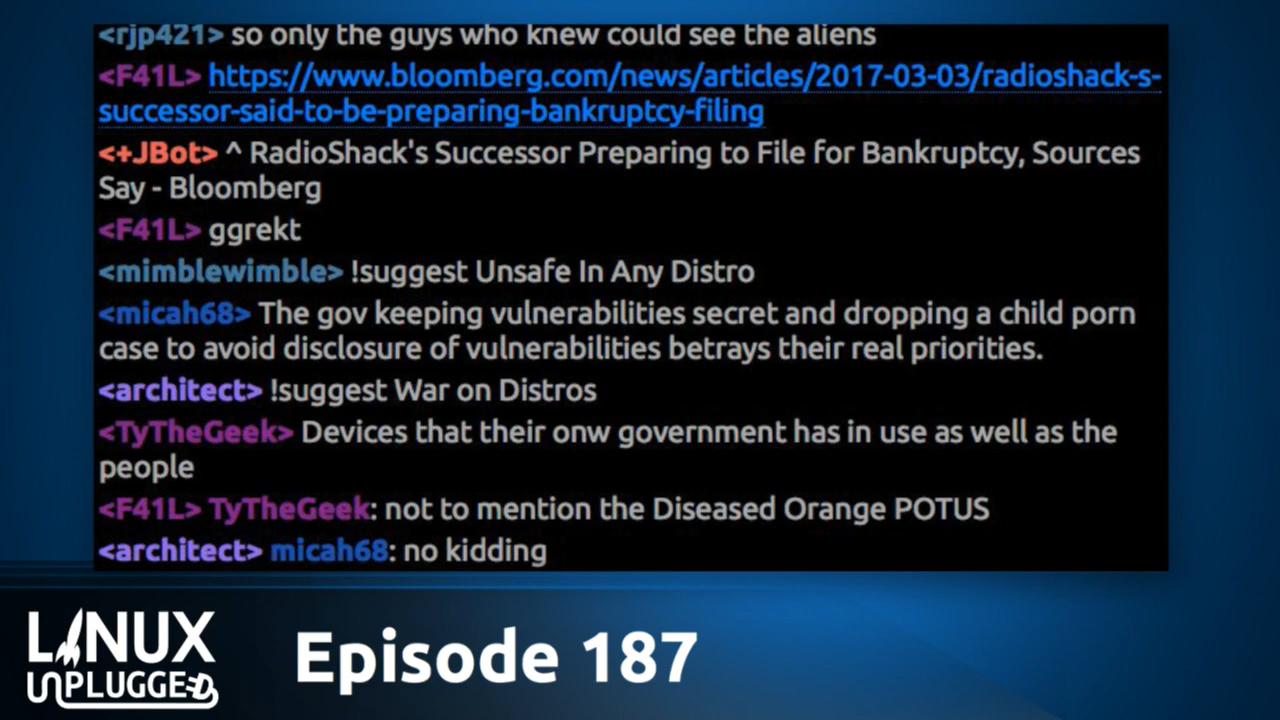 <rjp421> so only the guys who knew could see the aliens
<F41L> https://www.bloomberg.com/news/articles/2017-03-03/radioshack-s-
successor-said-to-be-preparing-bankruptcy-filing
<+JBot> ^ RadioShack's Successor Preparing to File for Bankruptcy, Sources
Say - Bloomberg
<F41L> ggrekt
<mimblewimble> !suggest Unsafe In Any Distro
<micah68> The gov keeping vulnerabilities secret and dropping a child porn
case to avoid disclosure of vulnerabilities betrays their real priorities.
<architect> !suggest War on Distros
<TyTheGeek> Devices that their onw government has in use as well as the
people
<F41L> TyTheGeek: not to mention the Diseased Orange POTUS
<architect> micah68: no kidding
LINUX
UNPLUGGED
Episode 187